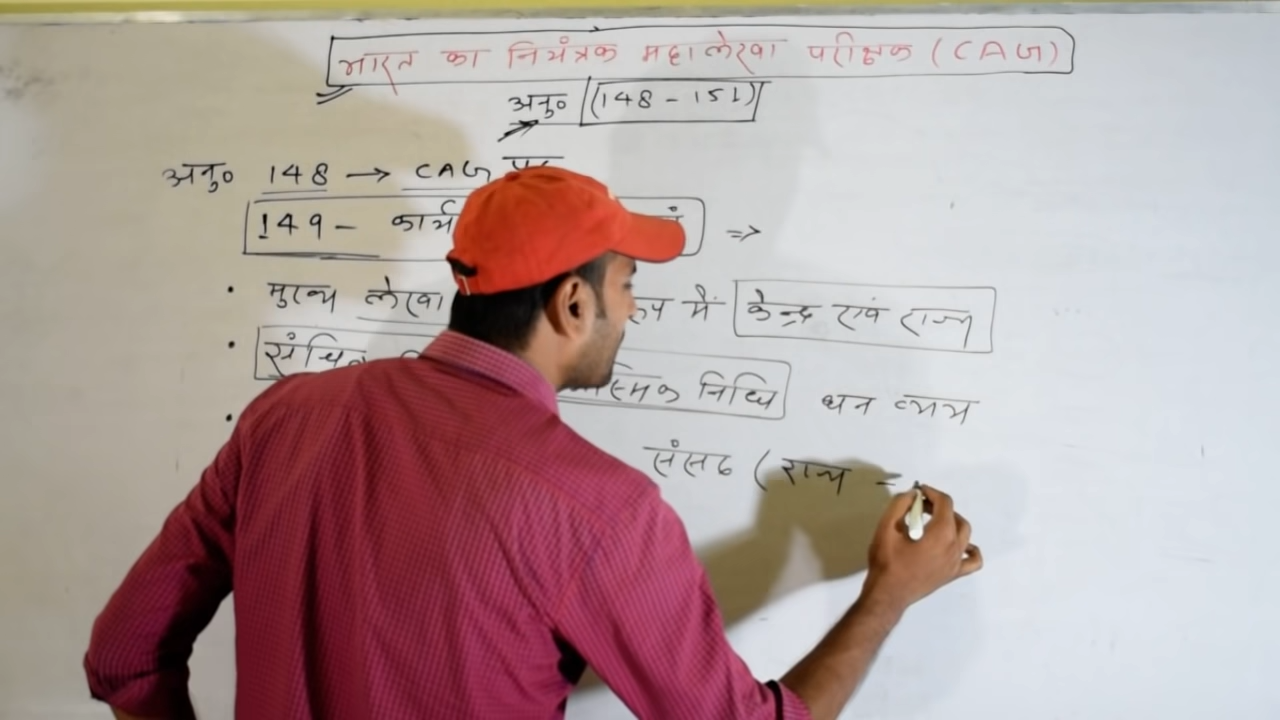 भारत का नियंत्रक महालेखा परीक्षक (CAG)
अनु० (148-151)
अनु० 148 → CAG पद
149 - कार्य ⇒
• मुख्य लेखा रूप में केन्द्र एवं राज्य
• संचित निधि धन व्यय
• संसद (राज्य -